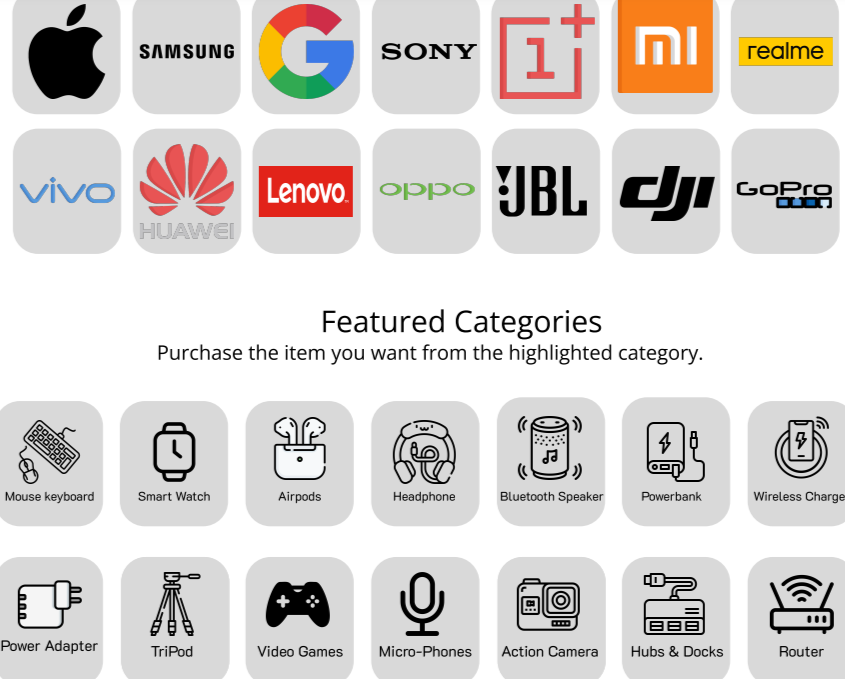 SAMSUNG
SONY
1+
mi
realme
vivo
HUAWEI
Lenovo
oppo
JBL
dji
GoPro
Featured Categories
Purchase the item you want from the highlighted category.
Mouse keyboard
Smart Watch
Airpods
Headphone
Bluetooth Speaker
Powerbank
Wireless Charge
Power Adapter
TriPod
Video Games
Micro-Phones
Action Camera
Hubs & Docks
Router